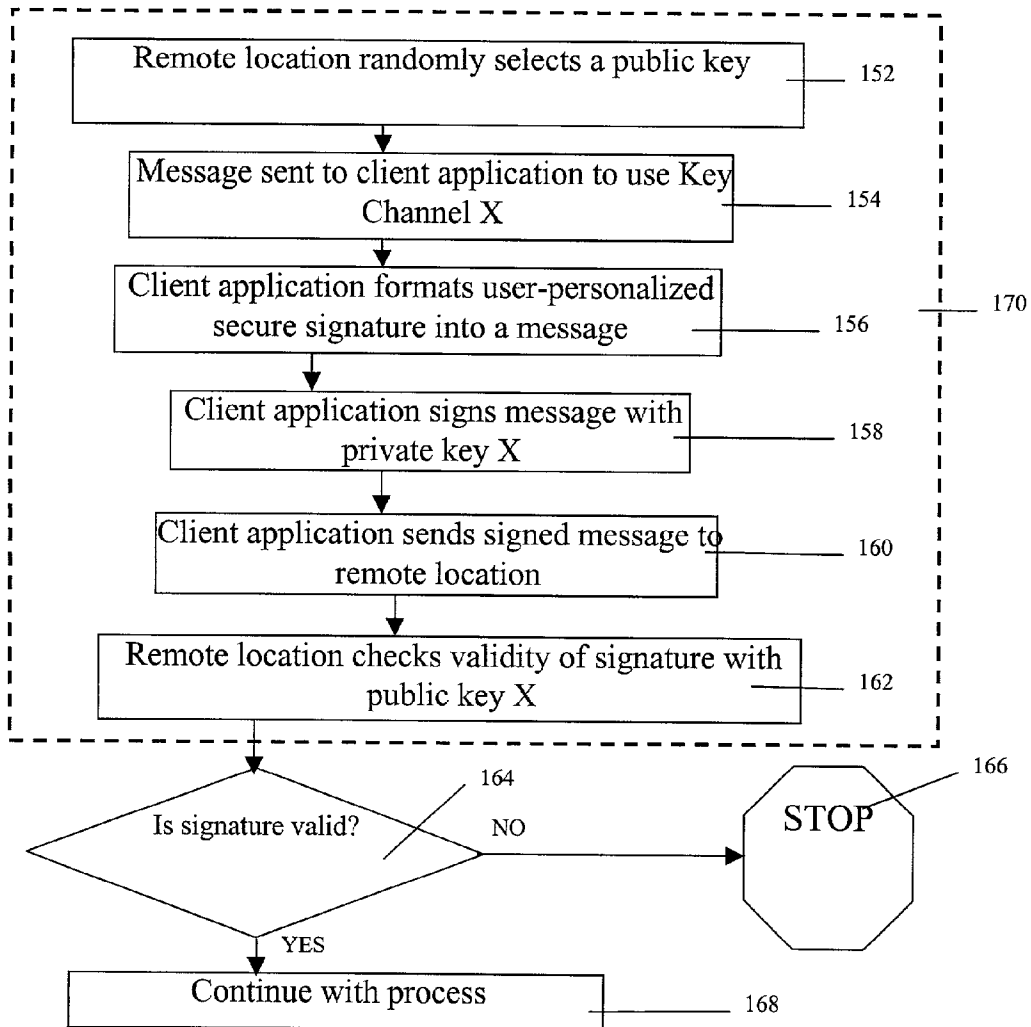 Remote location randomly selects a public key
152
Message sent to client application to use Key
Channel X
154
Client application formats user-personalized
secure signature into a message
156
170
Client application signs message with
private key X
158
Client application sends signed message to
remote location
160
Remote location checks validity of signature with
public key X
162
164
166
Is signature valid?
NO
STOP
YES
Continue with process
168